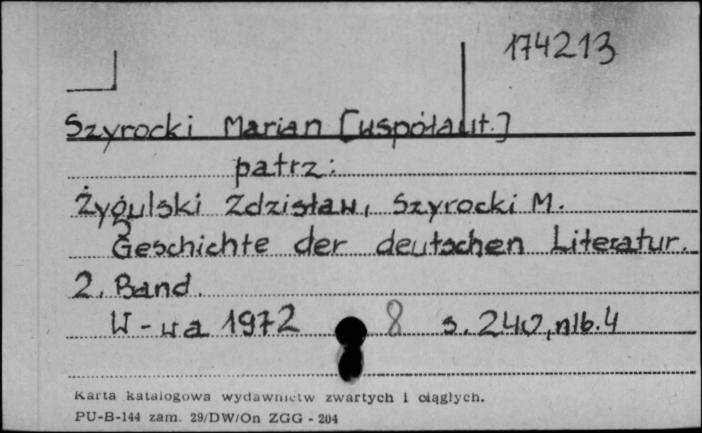 174213
Szyrocki Marian [współaut.]
patrz:
Żygulski Zdzisław, Szyrocki M.
Geschichte der deutschen Literatur.
2. Band.
W-wa 1972 8 s. 240, nlb. 4
Karta katalogowa wydawnictw zwartych i ciągłych.
PU-B-144 zam. 29/DW/On ZGG - 204